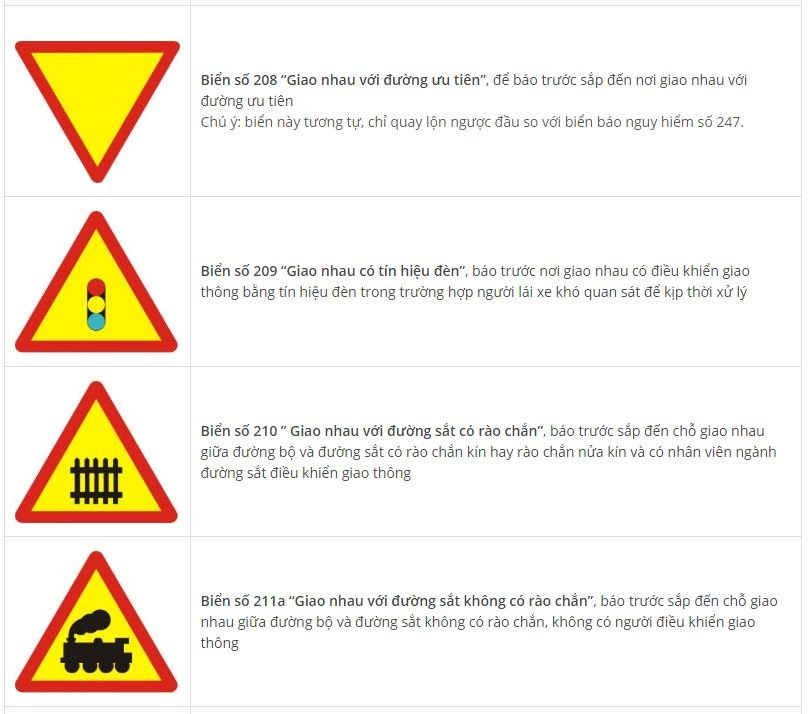 Biển số 208 “Giao nhau với đường ưu tiên”, để báo trước sắp đến nơi giao nhau với
đường ưu tiên
Chú ý: biển này tương tự, chỉ quay lộn ngược đầu so với biển báo nguy hiểm số 247.
Biển số 209 “Giao nhau có tín hiệu đèn”, báo trước nơi giao nhau có điều khiển giao
thông bằng tín hiệu đèn trong trường hợp người lái xe khó quan sát để kịp thời xử lý
Biển số 210 ” Giao nhau với đường sắt có rào chắn”, báo trước sắp đến chỗ giao nhau
giữa đường bộ và đường sắt có rào chắn kín hay rào chắn nửa kín và có nhân viên ngành
đường sắt điều khiển giao thông
Biển số 211a “Giao nhau với đường sắt không có rào chắn”, báo trước sắp đến chỗ giao
nhau giữa đường bộ và đường sắt không có rào chắn, không có người điều khiển giao
thông